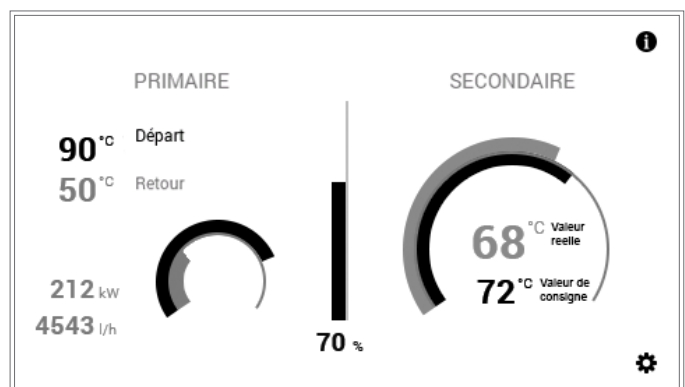 PRIMAIRE
SECONDAIRE
90 °C Départ
50 °C Retour
212 kW
4543 l/h
70 %
68 °C Valeur
reelle
72 °C Valeur de
consigne